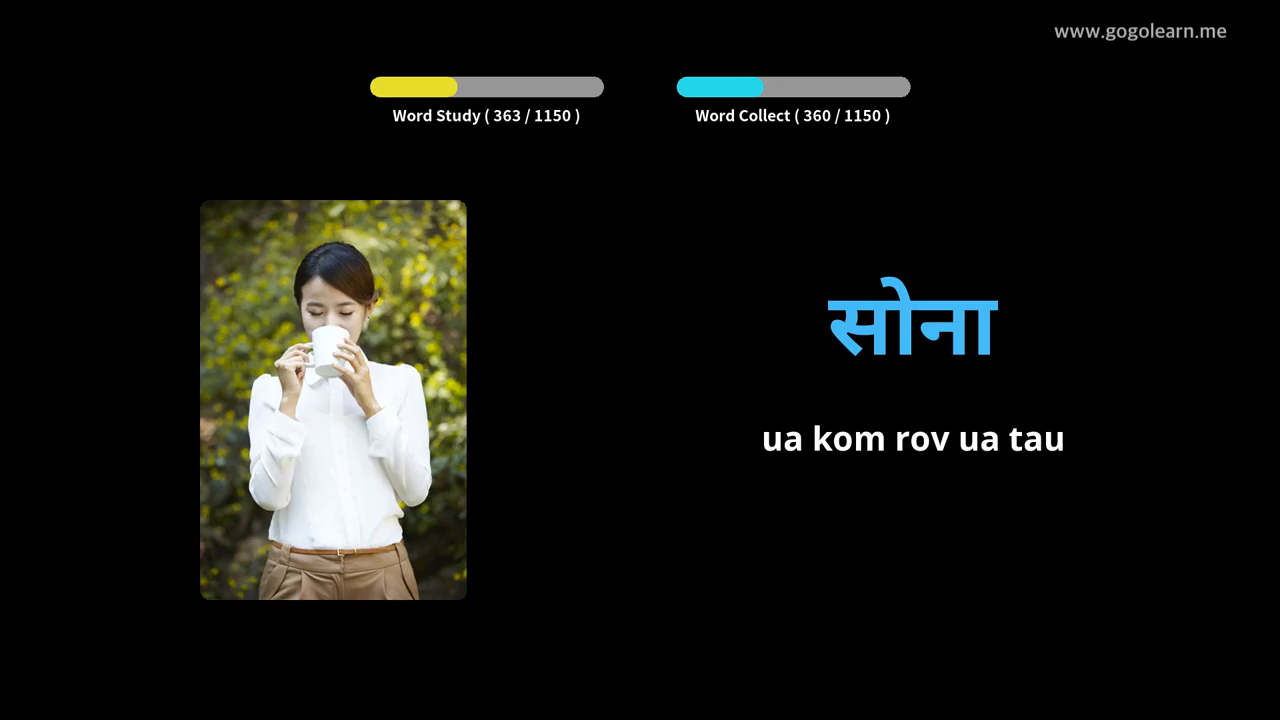 www.gogolearn.me
Word Study ( 363 / 1150 )
Word Collect ( 360 / 1150 )
सोना
ua kom rov ua tau